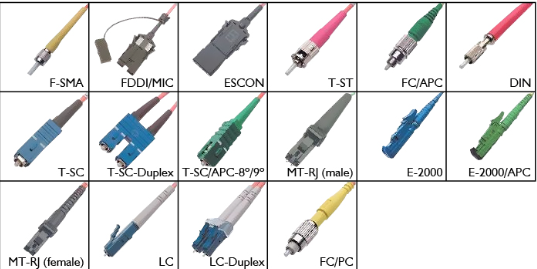 F-SMA
FDDI/MIC
ESCON
T-ST
FC/APC
DIN
T-SC
T-SC-Duplex
T-SC/APC-8°/9°
MT-RJ (male)
E-2000
E-2000/APC
MT-RJ (female)
LC
LC-Duplex
FC/PC